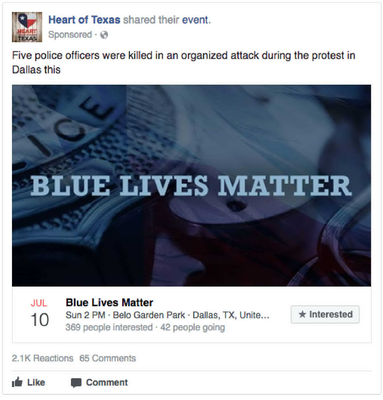 Heart of Texas shared their event.
Sponsored ·
Five police officers were killed in an organized attack during the protest in
Dallas this
HEART
TEXAS
ICE
BLUE LIVES MATTER
JUL
10
Blue Lives Matter
Sun 2 PM · Belo Garden Park · Dallas, TX, Unite...
369 people interested · 42 people going
★ Interested
2.1K Reactions 65 Comments
Like Comment